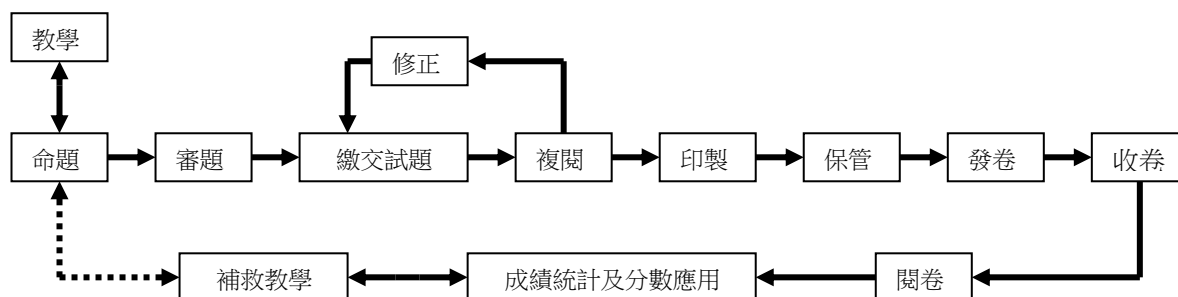 教學
修正
命題
審題
繳交試題
複閱
印製
保管
發卷
收卷
補救教學
成績統計及分數應用
閱卷